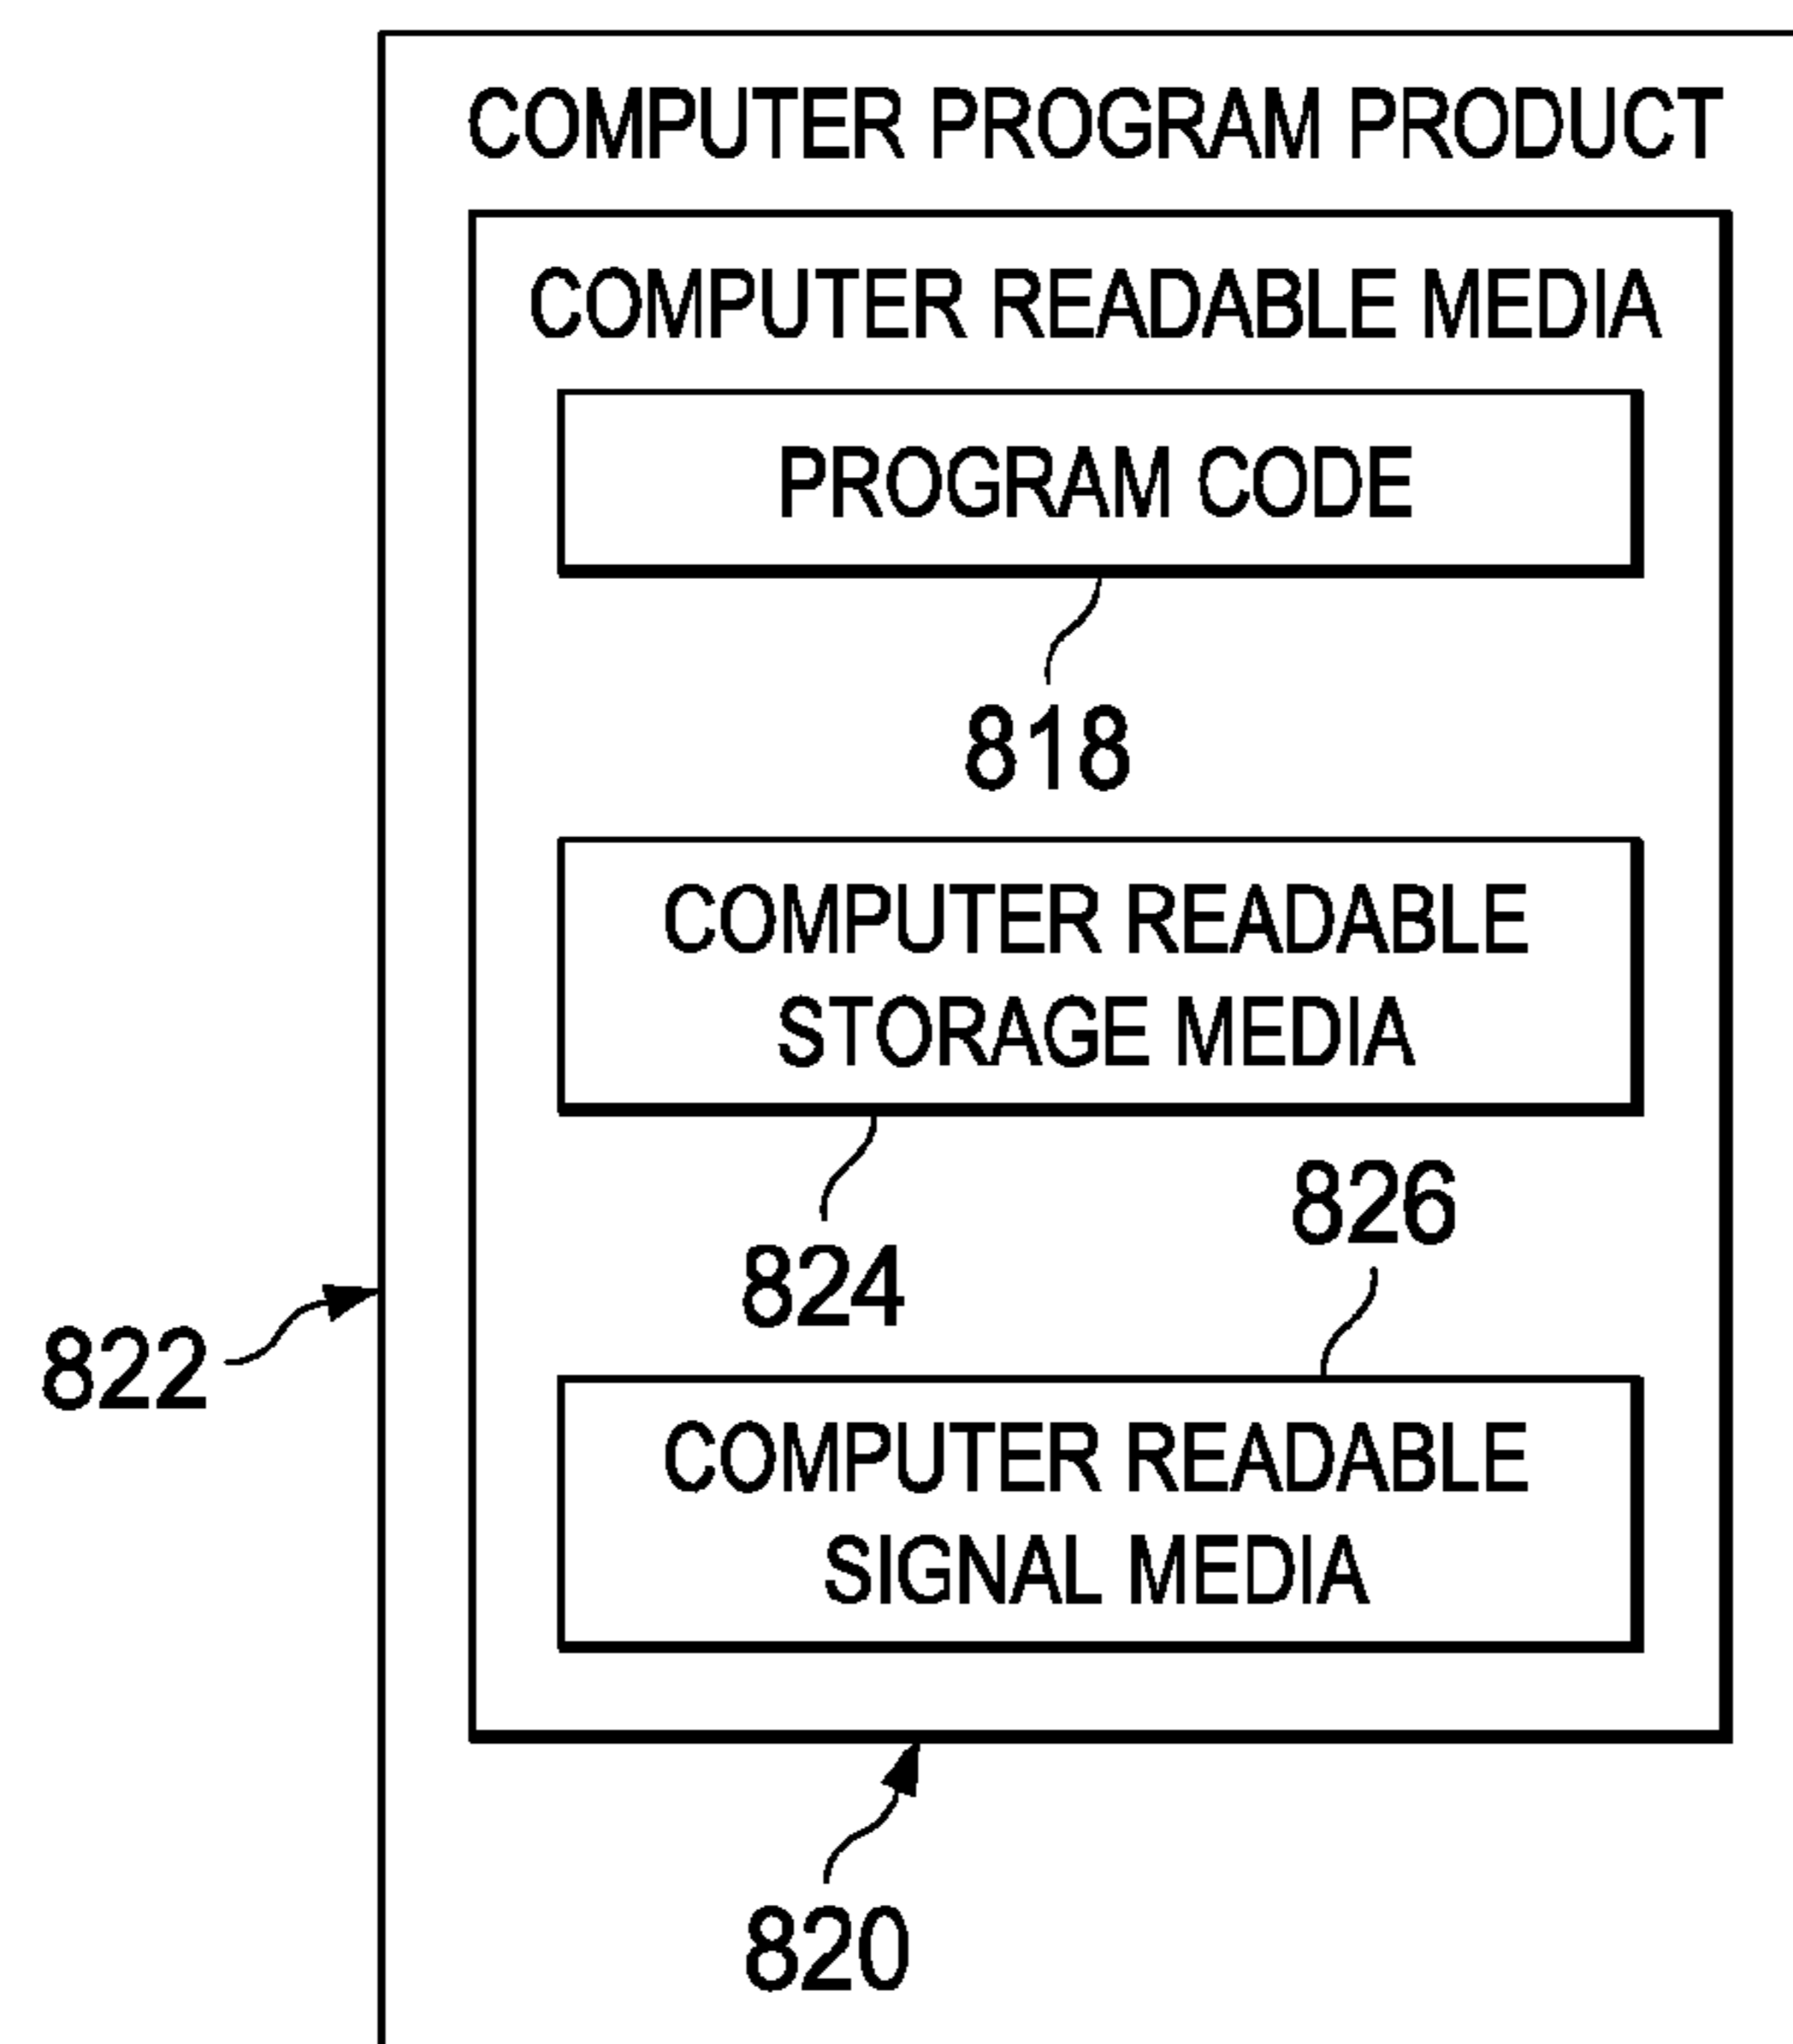 COMPUTER PROGRAM PRODUCT
COMPUTER READABLE MEDIA
PROGRAM CODE
818
COMPUTER READABLE
STORAGE MEDIA
826
824
822
COMPUTER READABLE
SIGNAL MEDIA
820